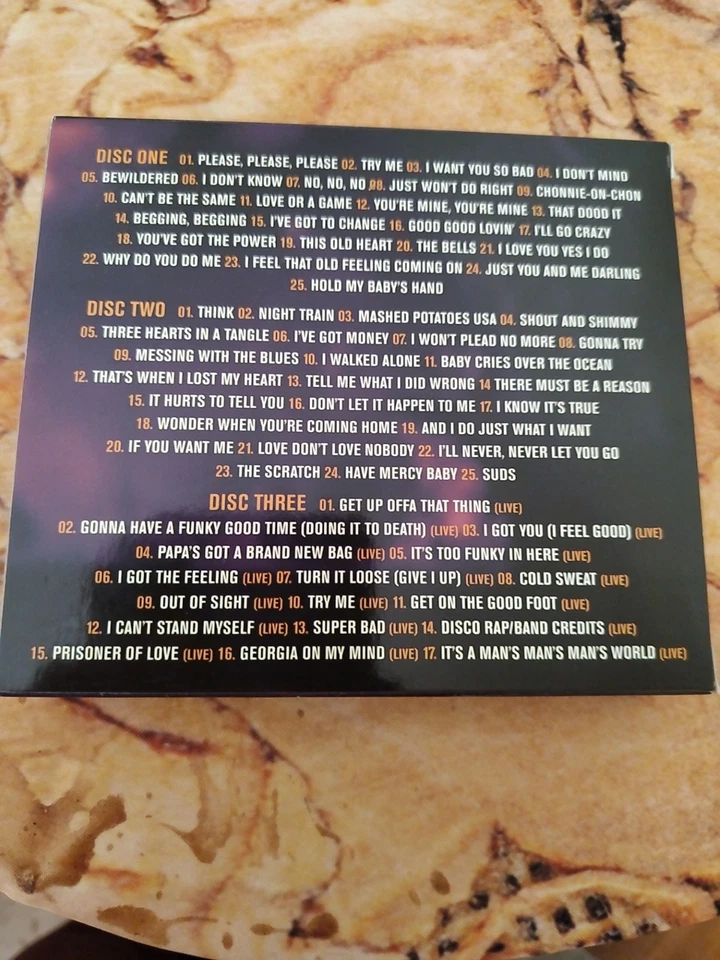 DISC ONE 01. PLEASE, PLEASE, PLEASE 02. TRY ME 03. I WANT YOU SO BAD 04. I DON'T MIND
05. BEWILDERED 06. I DON'T KNOW 07. NO, NO, NO 08. JUST WON'T DO RIGHT 09. CHONNIE-ON-CHON
10. CAN'T BE THE SAME 11. LOVE OR A GAME 12. YOU'RE MINE, YOU'RE MINE 13. THAT DOOD IT
14. BEGGING, BEGGING 15. I'VE GOT TO CHANGE 16. GOOD GOOD LOVIN' 17. I'LL GO CRAZY
18. YOU'VE GOT THE POWER 19. THIS OLD HEART 20. THE BELLS 21. I LOVE YOU YES I DO
22. WHY DO YOU DO ME 23. I FEEL THAT OLD FEELING COMING ON 24. JUST YOU AND ME DARLING
25. HOLD MY BABY'S HAND
DISC TWO 01. THINK 02. NIGHT TRAIN 03. MASHED POTATOES USA 04. SHOUT AND SHIMMY
05. THREE HEARTS IN A TANGLE 06. I'VE GOT MONEY 07. I WON'T PLEAD NO MORE 08. GONNA TRY
09. MESSING WITH THE BLUES 10. I WALKED ALONE 11. BABY CRIES OVER THE OCEAN
12. THAT'S WHEN I LOST MY HEART 13. TELL ME WHAT I DID WRONG 14 THERE MUST BE A REASON
15. IT HURTS TO TELL YOU 16. DON'T LET IT HAPPEN TO ME 17. I KNOW IT'S TRUE
18. WONDER WHEN YOU'RE COMING HOME 19. AND I DO JUST WHAT I WANT
20. IF YOU WANT ME 21. LOVE DON'T LOVE NOBODY 22. I'LL NEVER, NEVER LET YOU GO
23. THE SCRATCH 24. HAVE MERCY BABY 25. SUDS
DISC THREE 01. GET UP OFFA THAT THING (LIVE)
02. GONNA HAVE A FUNKY GOOD TIME (DOING IT TO DEATH) (LIVE) 03. I GOT YOU (I FEEL GOOD) (LIVE)
04. PAPA'S GOT A BRAND NEW BAG (LIVE) 05. IT'S TOO FUNKY IN HERE (LIVE)
06. I GOT THE FEELING (LIVE) 07. TURN IT LOOSE (GIVE I UP) (LIVE) 08. COLD SWEAT (LIVE)
09. OUT OF SIGHT (LIVE) 10. TRY ME (LIVE) 11. GET ON THE GOOD FOOT (LIVE)
12. I CAN'T STAND MYSELF (LIVE) 13. SUPER BAD (LIVE) 14. DISCO RAP/BAND CREDITS (LIVE)
15. PRISONER OF LOVE (LIVE) 16. GEORGIA ON MY MIND (LIVE) 17. IT'S A MAN'S MAN'S MAN'S WORLD (LIVE)